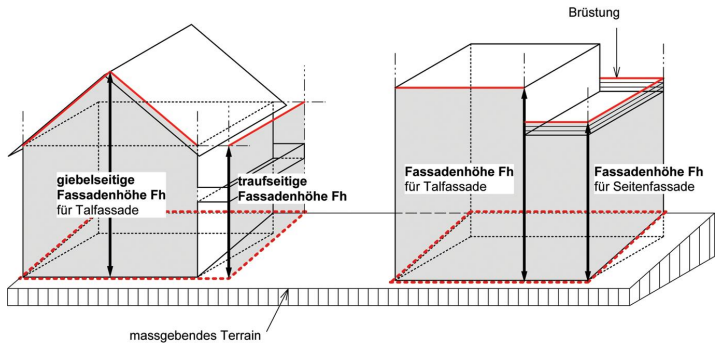 Brüstung
giebelseitige
Fassadenhöhe Fh
für Talfassade
traufseitige
Fassadenhöhe Fh
Fassadenhöhe Fh
für Talfassade
Fassadenhöhe Fh
für Seitenfassade
massgebendes Terrain